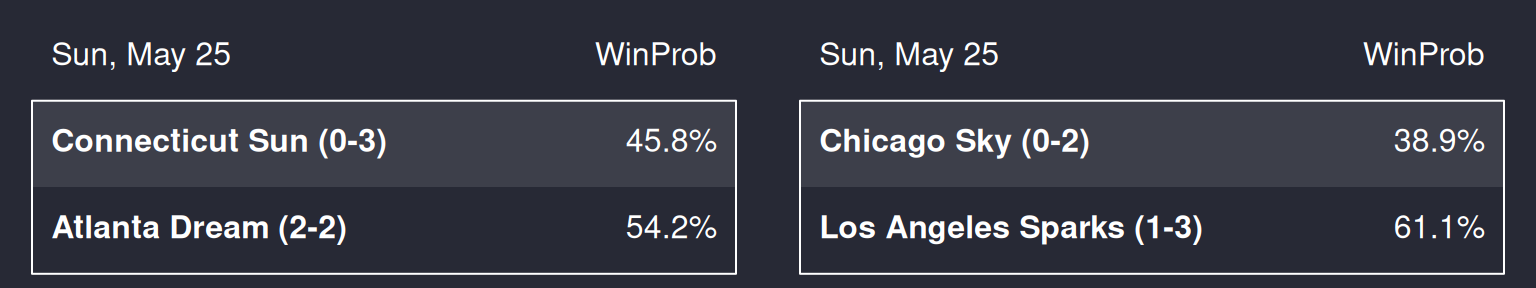 Sun, May 25 WinProb
Connecticut Sun (0-3) 45.8%
Atlanta Dream (2-2) 54.2%
Sun, May 25 WinProb
Chicago Sky (0-2) 38.9%
Los Angeles Sparks (1-3) 61.1%